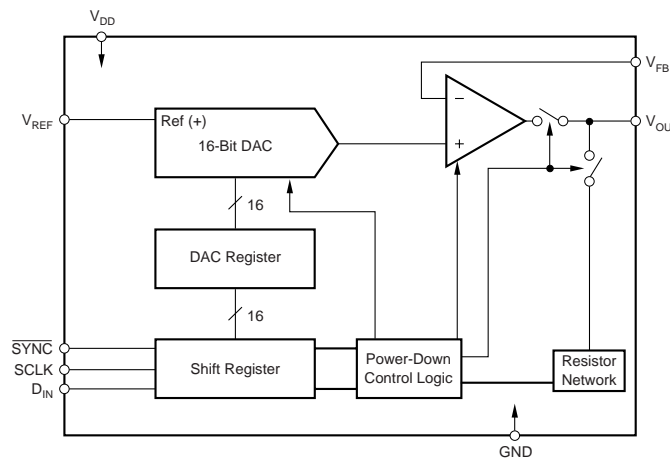 VDD
VFB
VREF
Ref (+)
16-Bit DAC
−
+
VOU
16
DAC Register
16
SYNC
SCLK
DIN
Shift Register
Power-Down
Control Logic
Resistor
Network
GND